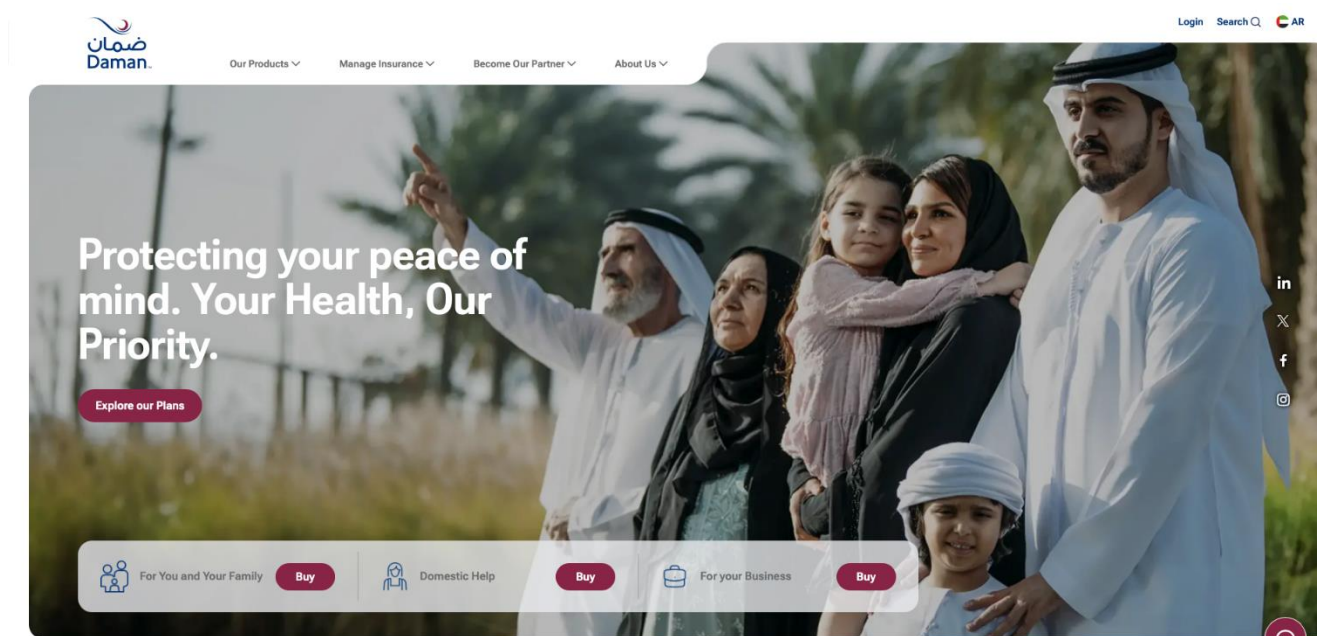 Login Search AR
ضمان
Daman
Our Products Manage Insurance Become Our Partner About Us
Protecting your peace of
mind. Your Health, Our
Priority.
Explore our Plans
in
X
f
For You and Your Family Buy Domestic Help Buy For your Business Buy